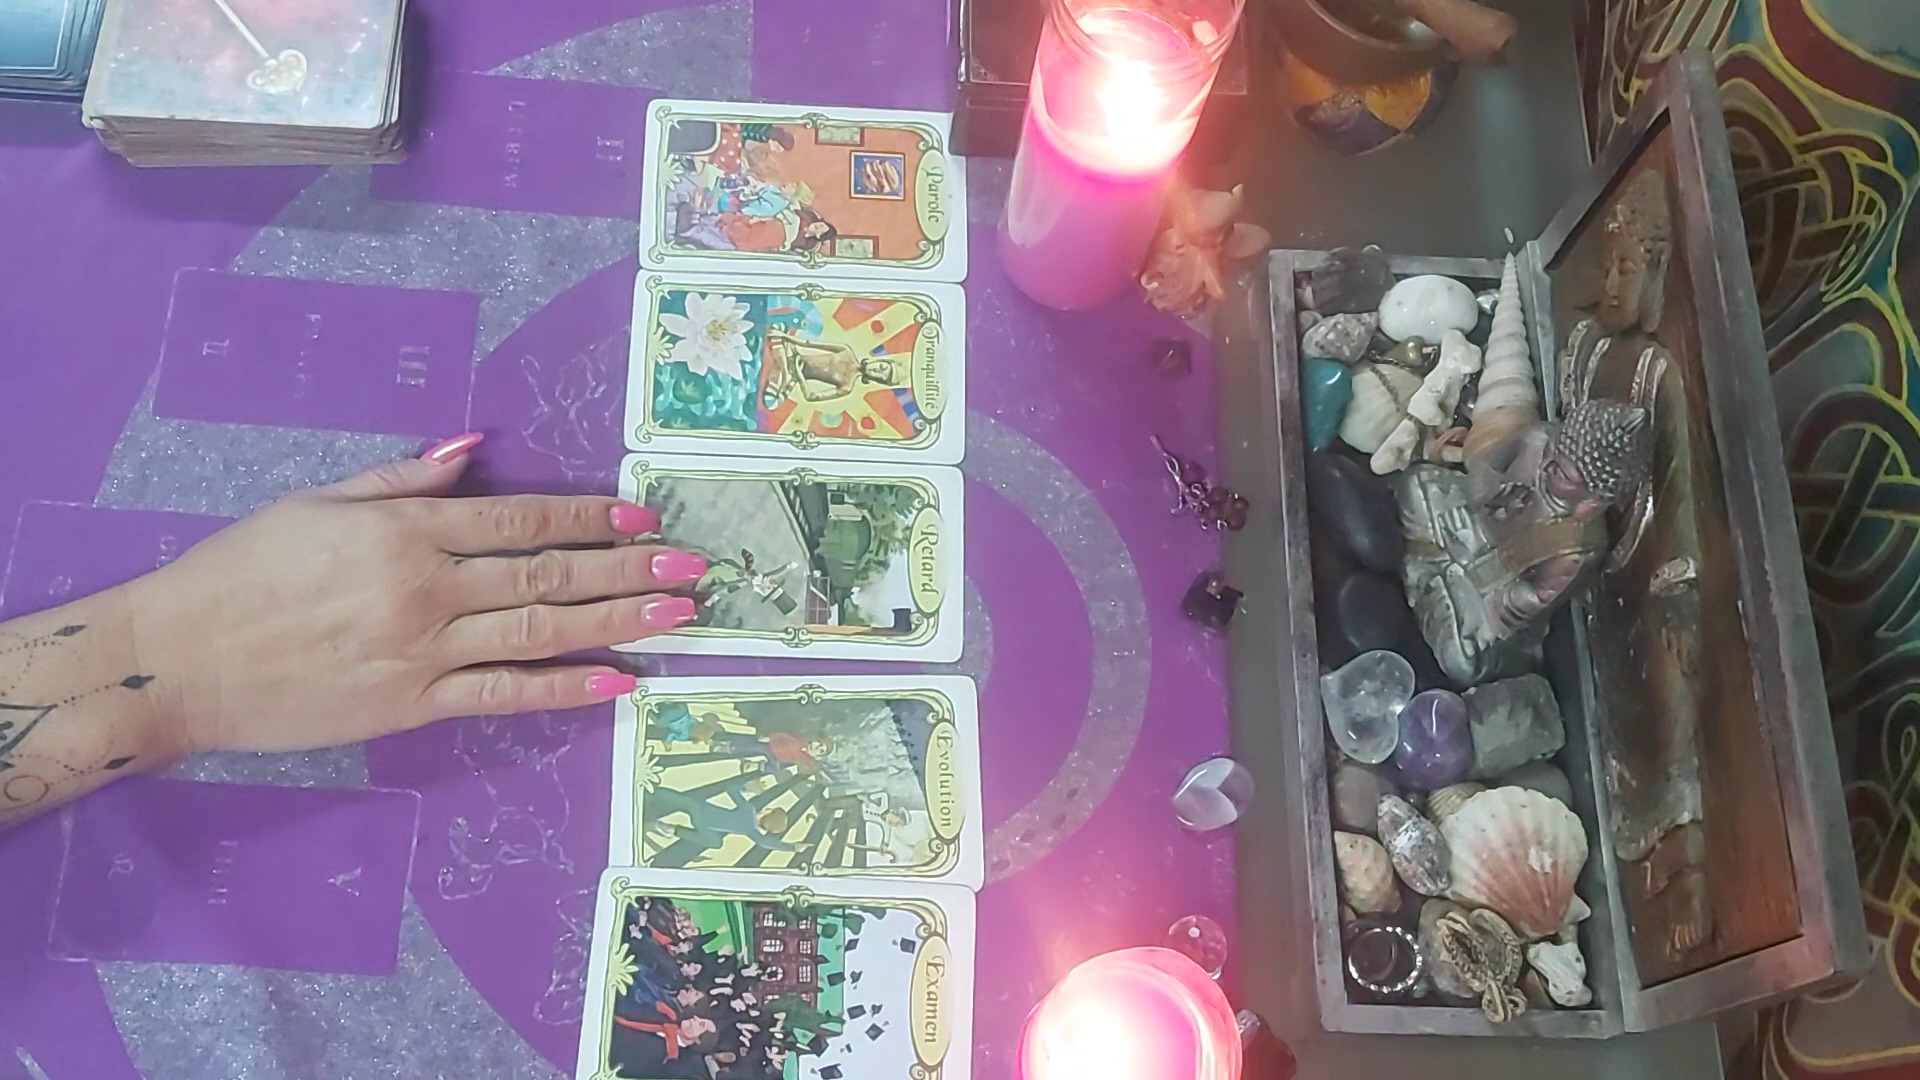 Parole
Tranquillité
Retard
Evolution
Examen